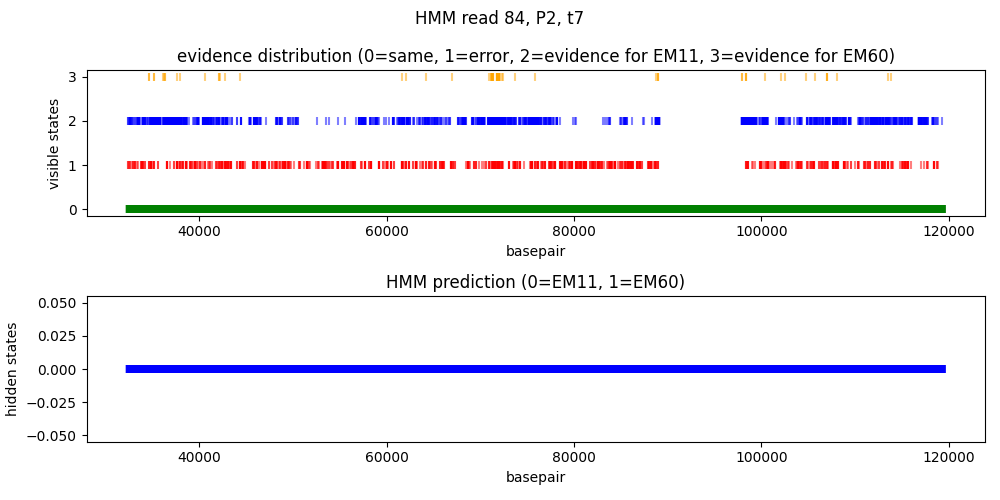 HMM read 84, P2, t7
evidence distribution (0=same, 1=error, 2=evidence for EM11, 3=evidence for EM60)
visible states
3
2
1
0
40000 60000 80000 100000 120000
basepair
HMM prediction (0=EM11, 1=EM60)
hidden states
0.050
0.025
0.000
−0.025
−0.050
40000 60000 80000 100000 120000
basepair